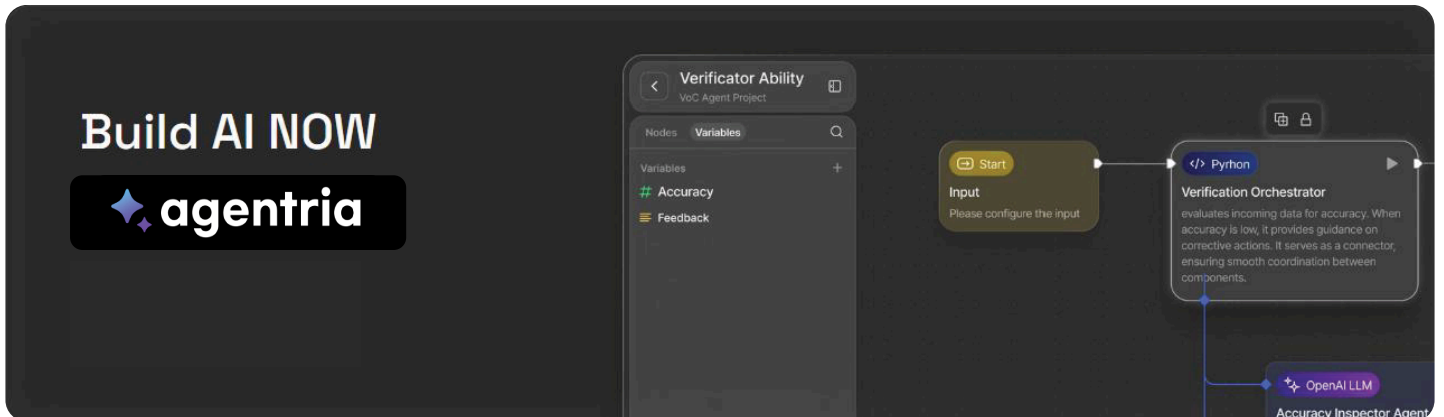 Build AI NOW
agentria
Verificator Ability
VoC Agent Project
Nodes Variables
Variables
Accuracy
Feedback
Start
Input
Please configure the input
</> Pyrhon
Verification Orchestrator
evaluates incoming data for accuracy. When
accuracy is low, it provides guidance on
corrective actions. It serves as a connector,
ensuring smooth coordination between
components.
OpenAI LLM
Accuracy Inspector Agent